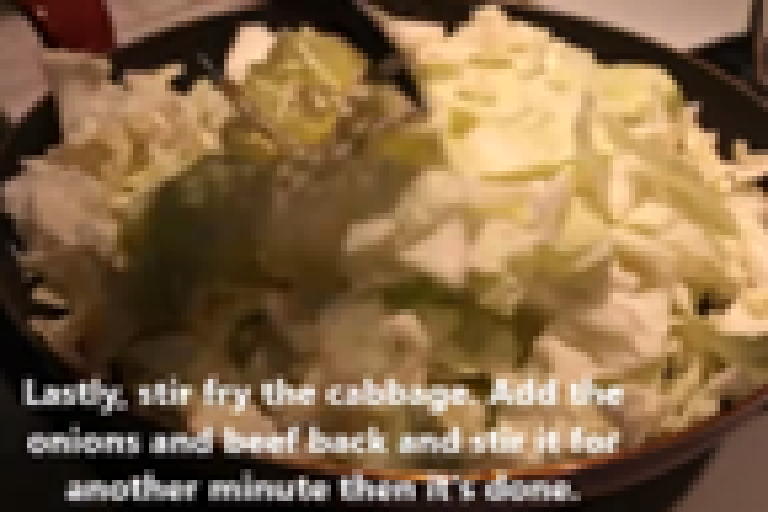 Lastly, stir fry the cabbage. Add the
onions and beef back and stir it for
another minute then it's done.